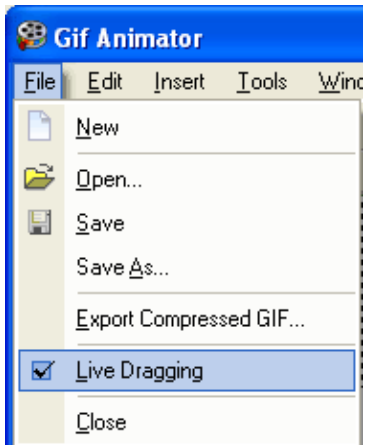 Gif Animator
File Edit Insert Tools
New
Open...
Save
Save As...
Export Compressed GIF...
Live Dragging
Close